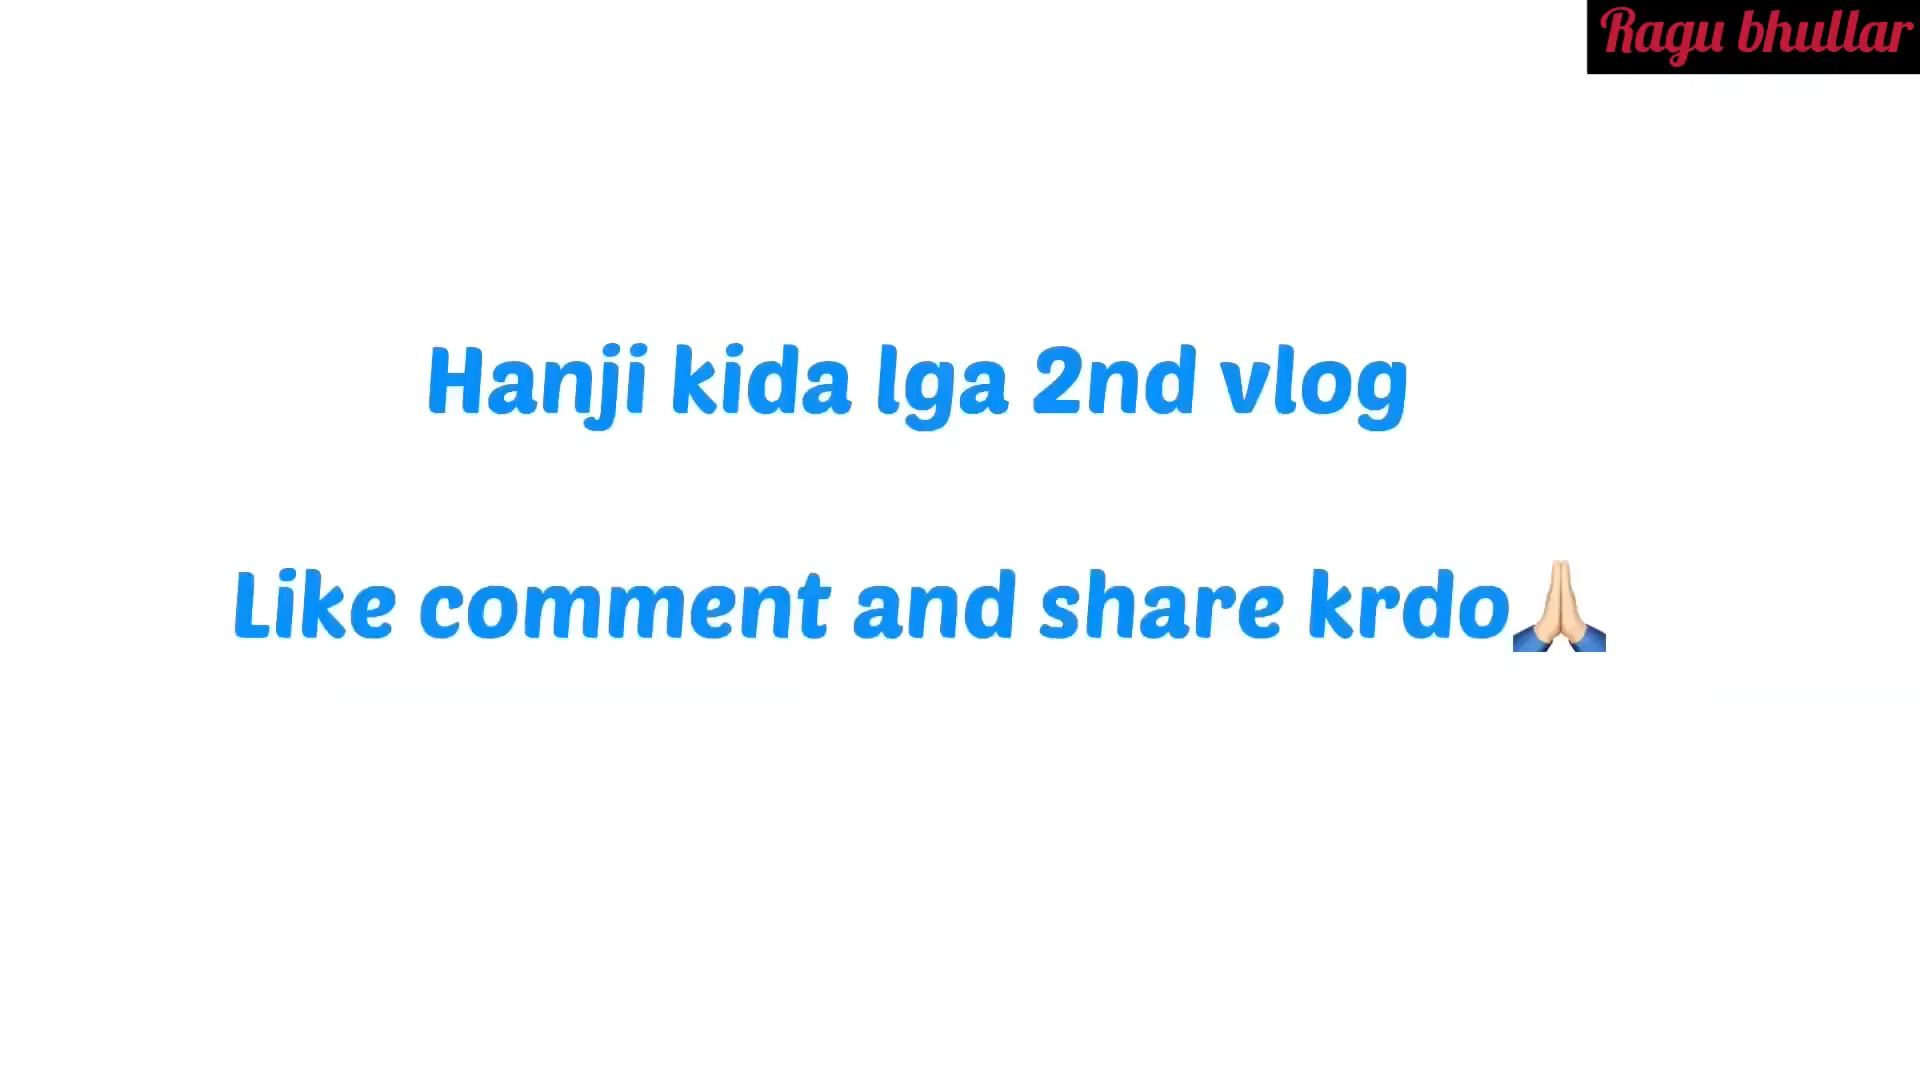 Ragu bhullar
Hanji kida lga 2nd vlog
Like comment and share krdo🙏🏻